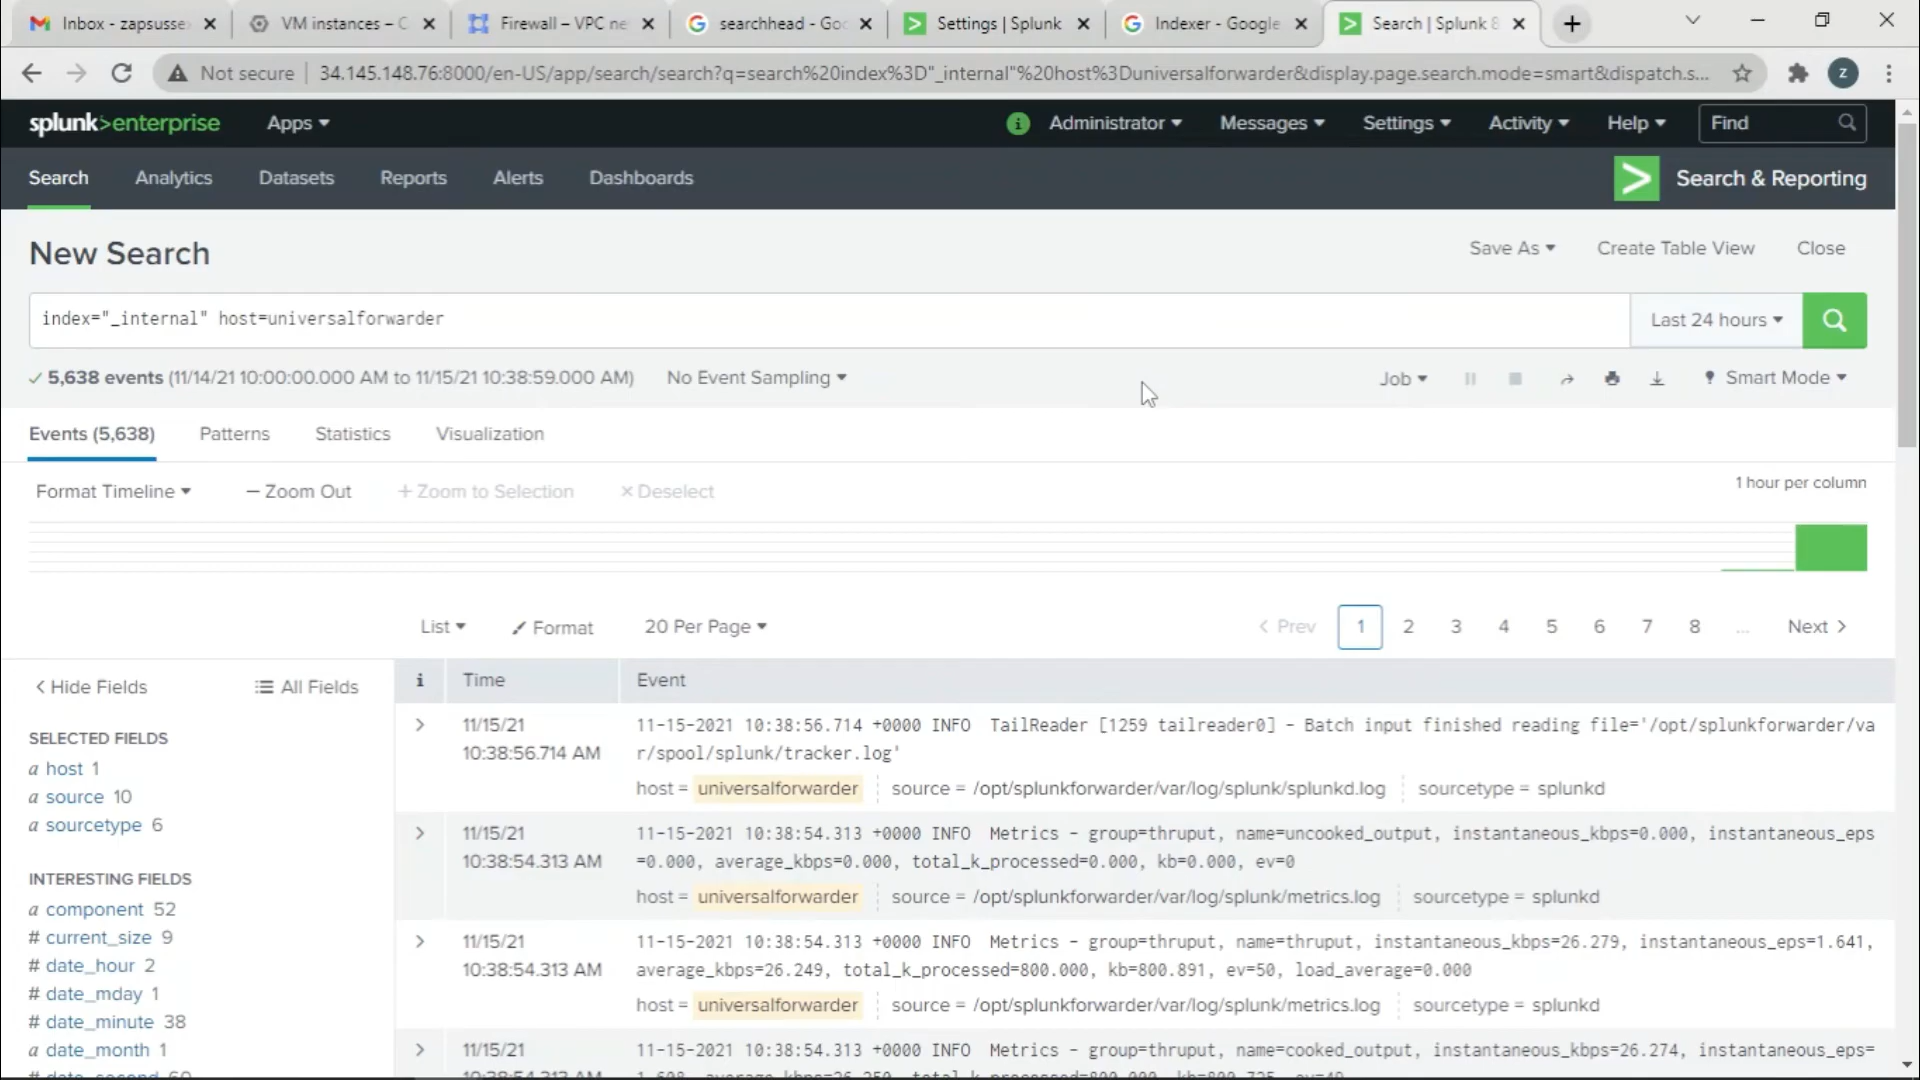 Inbox - zapsusse
VM instances – C
Firewall – VPC ne
searchhead - Goo
Settings | Splunk
Indexer - Google
Search | Splunk 8
Not secure
34.145.148.76:8000/en-US/app/search/search?q=search%20index%3D"_internal"%20host%3Duniversalforwarder&display.page.search.mode=smart&dispatch.s...
z
splunk>enterprise
Apps
Administrator
Messages
Settings
Activity
Help
Find
Search
Analytics
Datasets
Reports
Alerts
Dashboards
Search & Reporting
New Search
Save As
Create Table View
Close
index="_internal" host=universalforwarder
Last 24 hours
5,638 events (11/14/21 10:00:00.000 AM to 11/15/21 10:38:59.000 AM)
No Event Sampling
Job
Smart Mode
Events (5,638)
Patterns
Statistics
Visualization
Format Timeline
— Zoom Out
+ Zoom to Selection
× Deselect
1 hour per column
List
Format
20 Per Page
< Prev
1
2
3
4
5
6
7
8
...
Next >
< Hide Fields
All Fields
i
Time
Event
SELECTED FIELDS
a host 1
a source 10
a sourcetype 6
INTERESTING FIELDS
a component 52
# current_size 9
# date_hour 2
# date_mday 1
# date_minute 38
a date_month 1
# date_second 60
11/15/21
10:38:56.714 AM
11-15-2021 10:38:56.714 +0000 INFO TailReader [1259 tailreader0] - Batch input finished reading file='/opt/splunkforwarder/va
r/spool/splunk/tracker.log'
host = universalforwarder source = /opt/splunkforwarder/var/log/splunk/splunkd.log sourcetype = splunkd
11/15/21
10:38:54.313 AM
11-15-2021 10:38:54.313 +0000 INFO Metrics - group=thruput, name=uncooked_output, instantaneous_kbps=0.000, instantaneous_eps
=0.000, average_kbps=0.000, total_k_processed=0.000, kb=0.000, ev=0
host = universalforwarder source = /opt/splunkforwarder/var/log/splunk/metrics.log sourcetype = splunkd
11/15/21
10:38:54.313 AM
11-15-2021 10:38:54.313 +0000 INFO Metrics - group=thruput, name=thruput, instantaneous_kbps=26.279, instantaneous_eps=1.641,
average_kbps=26.249, total_k_processed=800.000, kb=800.891, ev=50, load_average=0.000
host = universalforwarder source = /opt/splunkforwarder/var/log/splunk/metrics.log sourcetype = splunkd
11/15/21
10:38:54.313 AM
11-15-2021 10:38:54.313 +0000 INFO Metrics - group=thruput, name=cooked_output, instantaneous_kbps=26.274, instantaneous_eps=